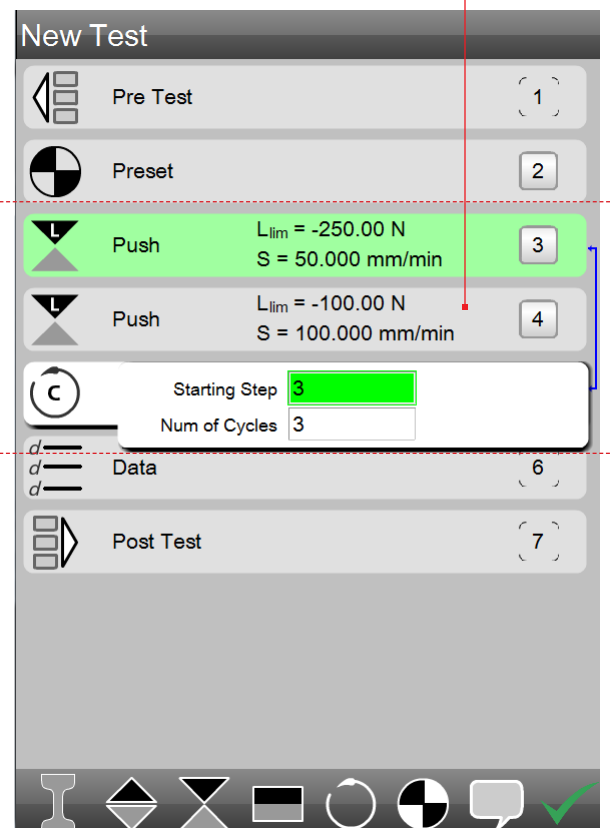 New Test
Pre Test 1
Preset 2
L Push Llim = -250.00 N 3
S = 50.000 mm/min
L Push Llim = -100.00 N 4
S = 100.000 mm/min
C Starting Step 3
Num of Cycles 3
d
d Data 6
d
Post Test 7